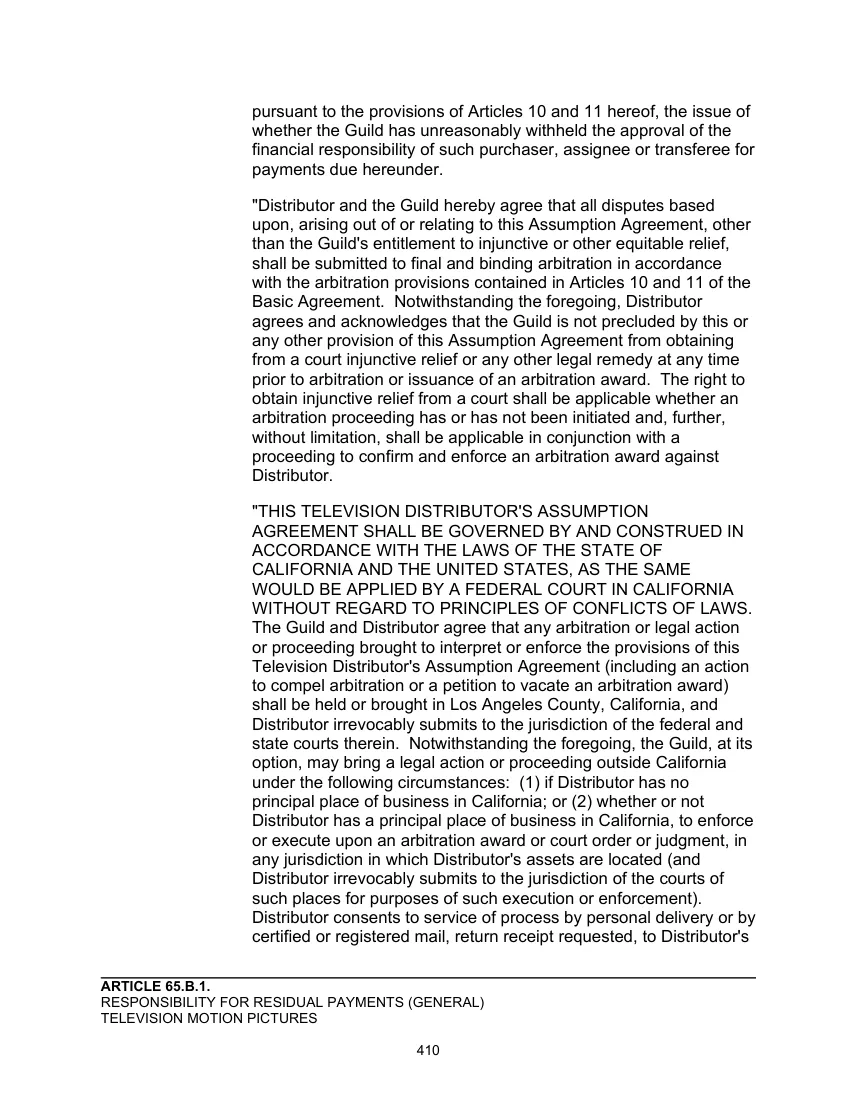 pursuant to the provisions of Articles 10 and 11 hereof, the issue of
whether the Guild has unreasonably withheld the approval of the
financial responsibility of such purchaser, assignee or transferee for
payments due hereunder.
"Distributor and the Guild hereby agree that all disputes based
upon, arising out of or relating to this Assumption Agreement, other
than the Guild's entitlement to injunctive or other equitable relief,
shall be submitted to final and binding arbitration in accordance
with the arbitration provisions contained in Articles 10 and 11 of the
Basic Agreement.  Notwithstanding the foregoing, Distributor
agrees and acknowledges that the Guild is not precluded by this or
any other provision of this Assumption Agreement from obtaining
from a court injunctive relief or any other legal remedy at any time
prior to arbitration or issuance of an arbitration award.  The right to
obtain injunctive relief from a court shall be applicable whether an
arbitration proceeding has or has not been initiated and, further,
without limitation, shall be applicable in conjunction with a
proceeding to confirm and enforce an arbitration award against
Distributor.
"THIS TELEVISION DISTRIBUTOR'S ASSUMPTION
AGREEMENT SHALL BE GOVERNED BY AND CONSTRUED IN
ACCORDANCE WITH THE LAWS OF THE STATE OF
CALIFORNIA AND THE UNITED STATES, AS THE SAME
WOULD BE APPLIED BY A FEDERAL COURT IN CALIFORNIA
WITHOUT REGARD TO PRINCIPLES OF CONFLICTS OF LAWS.
The Guild and Distributor agree that any arbitration or legal action
or proceeding brought to interpret or enforce the provisions of this
Television Distributor's Assumption Agreement (including an action
to compel arbitration or a petition to vacate an arbitration award)
shall be held or brought in Los Angeles County, California, and
Distributor irrevocably submits to the jurisdiction of the federal and
state courts therein.  Notwithstanding the foregoing, the Guild, at its
option, may bring a legal action or proceeding outside California
under the following circumstances:  (1) if Distributor has no
principal place of business in California; or (2) whether or not
Distributor has a principal place of business in California, to enforce
or execute upon an arbitration award or court order or judgment, in
any jurisdiction in which Distributor's assets are located (and
Distributor irrevocably submits to the jurisdiction of the courts of
such places for purposes of such execution or enforcement).
Distributor consents to service of process by personal delivery or by
certified or registered mail, return receipt requested, to Distributor's
ARTICLE 65.B.1.
RESPONSIBILITY FOR RESIDUAL PAYMENTS (GENERAL)
TELEVISION MOTION PICTURES
410